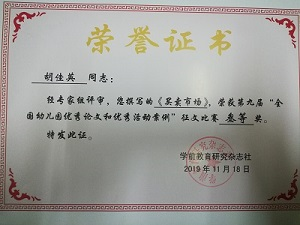 荣誉证书
胡佳英 同志：
经专家组评审，您撰写的《买卖市场》，荣获第九届“全
国幼儿园优秀论文和优秀活动案例”征文比赛 叁等 奖。
特发此证。
学前教育研究杂志社
2019年11月18日